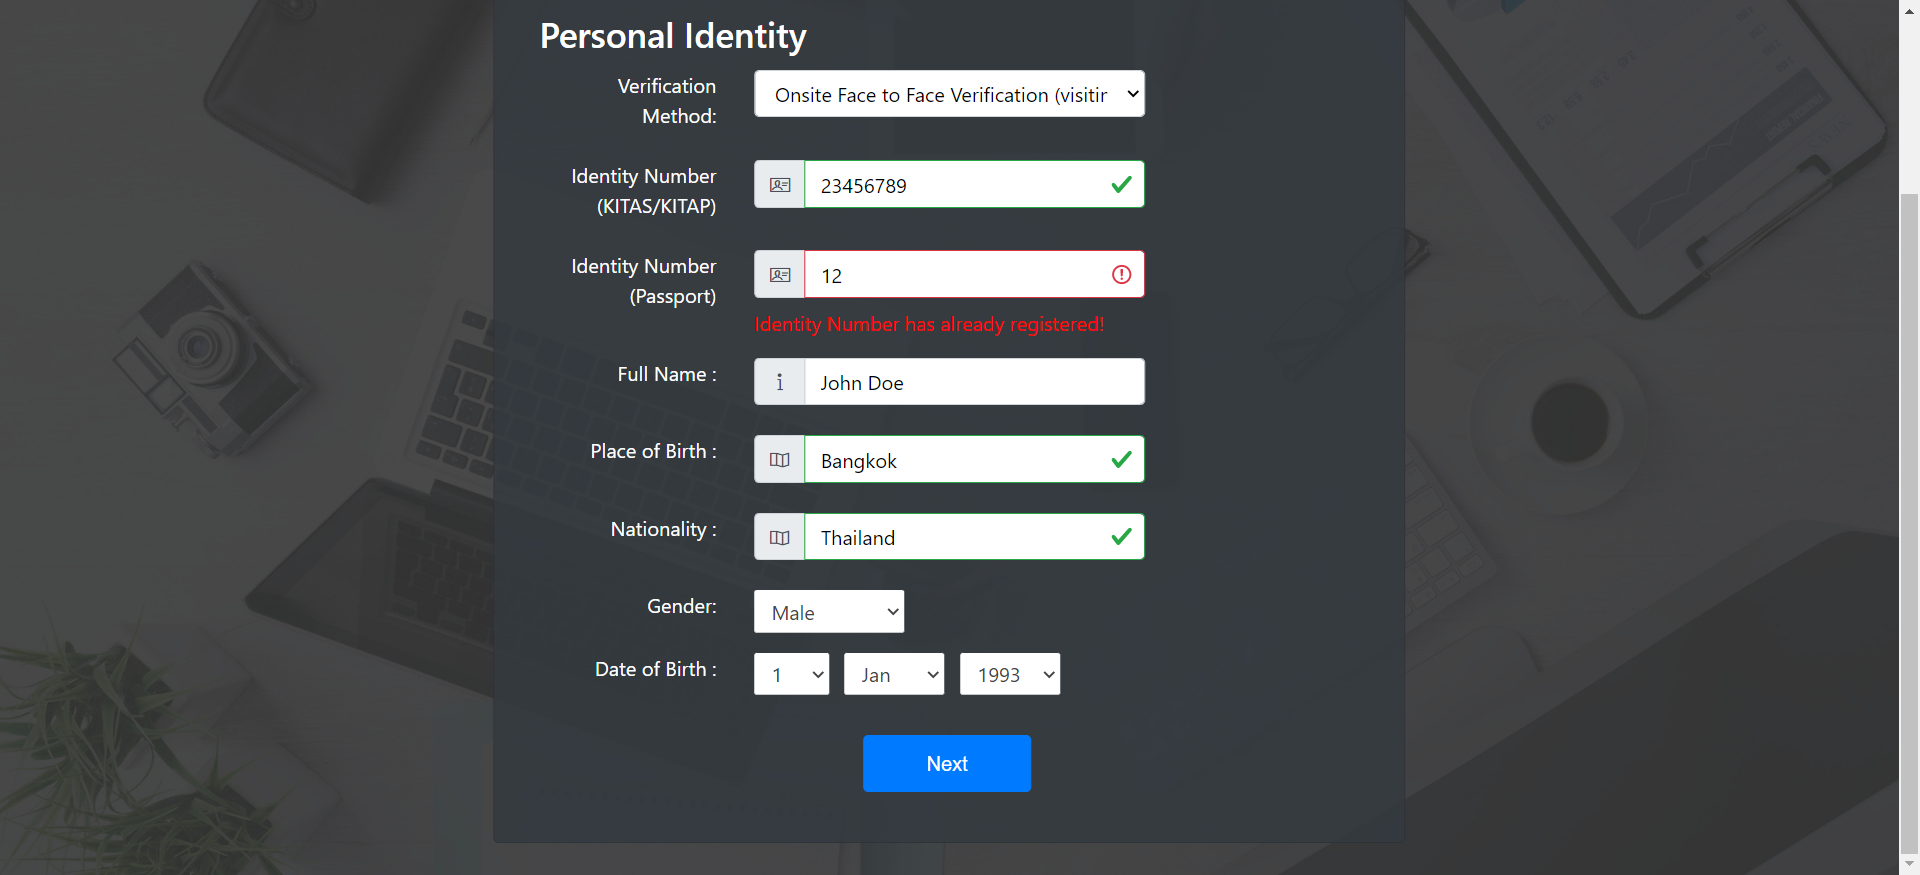 Personal Identity
Verification
Method:
Onsite Face to Face Verification (visitir
Identity Number
(KITAS/KITAP)
23456789
Identity Number
(Passport)
12
Identity Number has already registered!
Full Name :
John Doe
Place of Birth :
Bangkok
Nationality :
Thailand
Gender:
Male
Date of Birth :
1 Jan 1993
Next